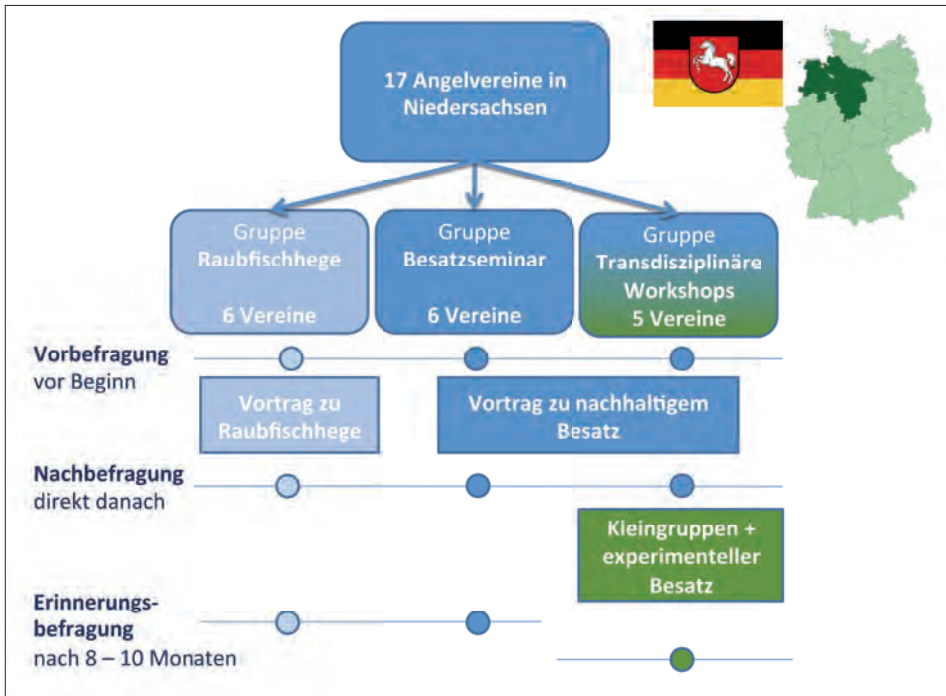 17 Angelvereine in
Niedersachsen
Gruppe
Raubfischhege
6 Vereine
Gruppe
Besatzseminar
6 Vereine
Gruppe
Transdisziplinäre
Workshops
5 Vereine
Vorbefragung
vor Beginn
Vortrag zu
Raubfischhege
Vortrag zu nachhaltigem
Besatz
Nachbefragung
direkt danach
Kleingruppen +
experimenteller
Besatz
Erinnerungs-
befragung
nach 8 – 10 Monaten